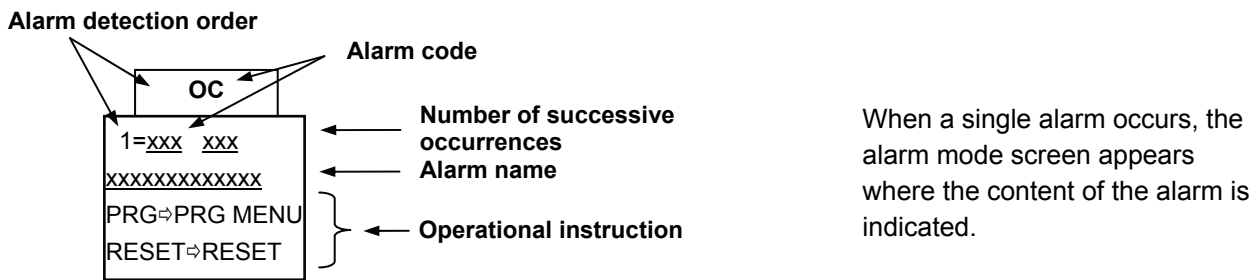 Alarm detection order
Alarm code
OC
Number of successive
occurrences
1=xxx xxx
Alarm name
xxxxxxxxxxxxx
PRG⇨PRG MENU
Operational instruction
RESET⇨RESET
When a single alarm occurs, the
alarm mode screen appears
where the content of the alarm is
indicated.